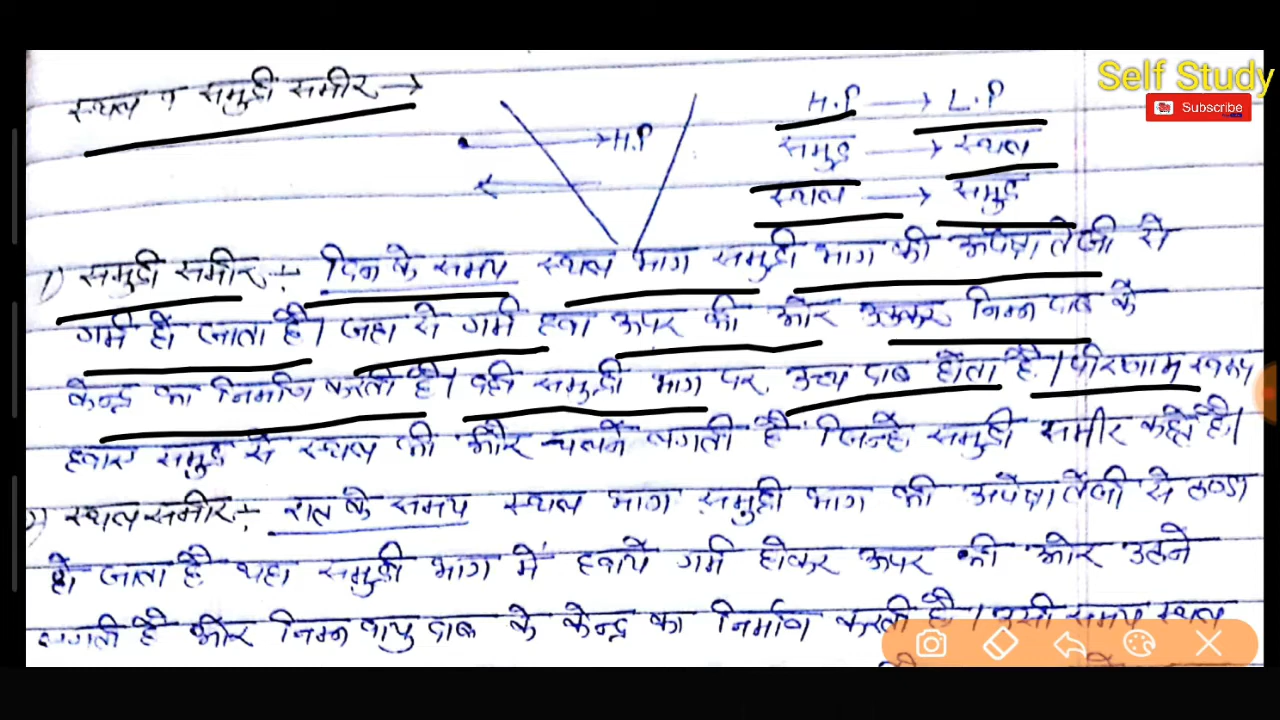 स्थल व समुद्री समीर →
Self Study
Subscribe
H.P → L.P
→ H.P
समुद्र → स्थल
स्थल → समुद्र
1) समुद्री समीर :- दिन के समय स्थल भाग समुद्री भाग की अपेक्षा तेजी से
गर्म हो जाता है। जहा से गर्म हवा ऊपर की ओर उठकर निम्न दाब के
केन्द्र का निर्माण करती है। वही समुद्री भाग पर उच्च दाब होता है। परिणाम स्वरूप
हवाए समुद्र से स्थल की ओर चलने लगती है जिन्हे समुद्री समीर कहते है।
2) स्थल समीर :- रात के समय स्थल भाग समुद्री भाग की अपेक्षा तेजी से ठण्डा
हो जाता है यहा समुद्री भाग में हवाये गर्म होकर ऊपर की ओर उठने
लगती है और निम्न वायु दाब के केन्द्र का निर्माण करती है। उसी समय स्थल